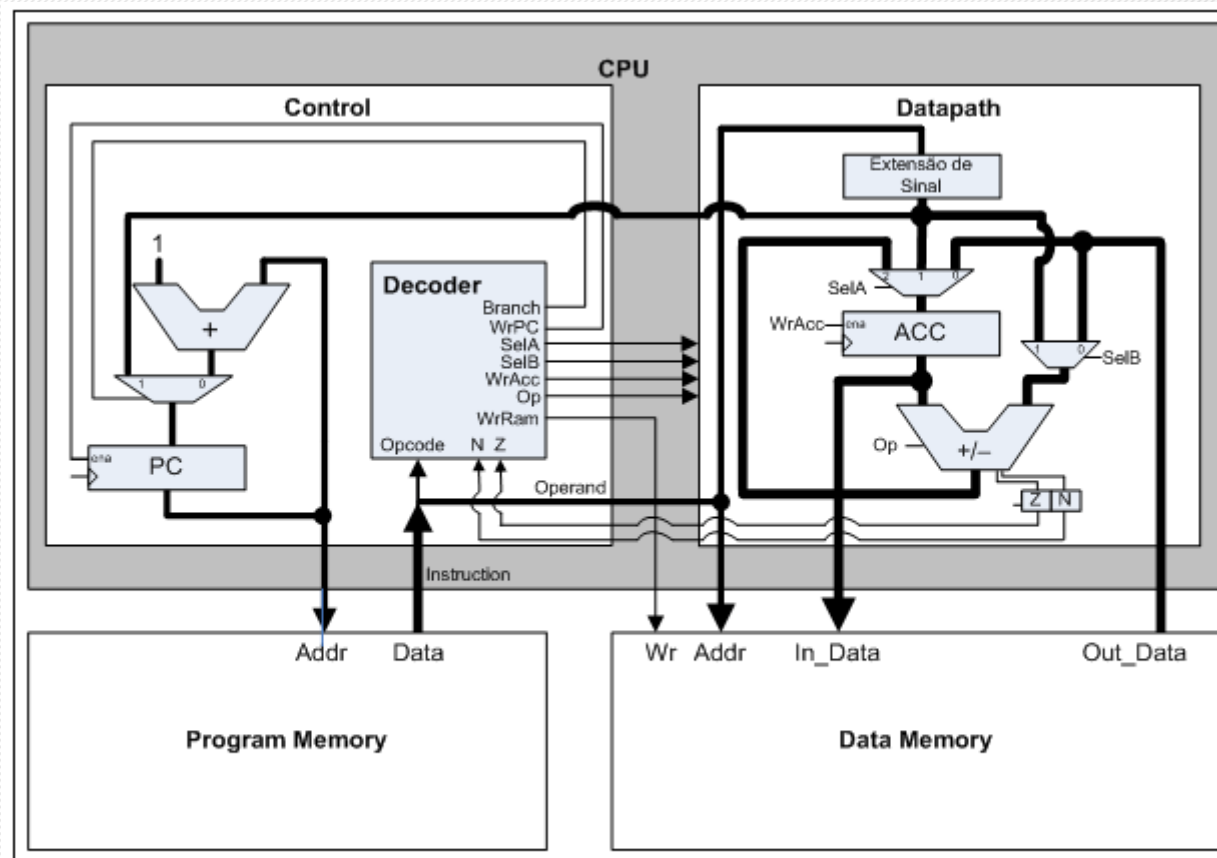 CPU
Control
Datapath
Extensão de
Sinal
1
+
1 0
ena
PC
Decoder
Branch
WrPC
SelA
SelB
WrAcc
Op
WrRam
Opcode N Z
Operand
Instruction
2 1 0
SelA
WrAcc
ena
ACC
1 0
SelB
Op
+/–
Z N
Addr Data
Program Memory
Wr Addr In_Data Out_Data
Data Memory